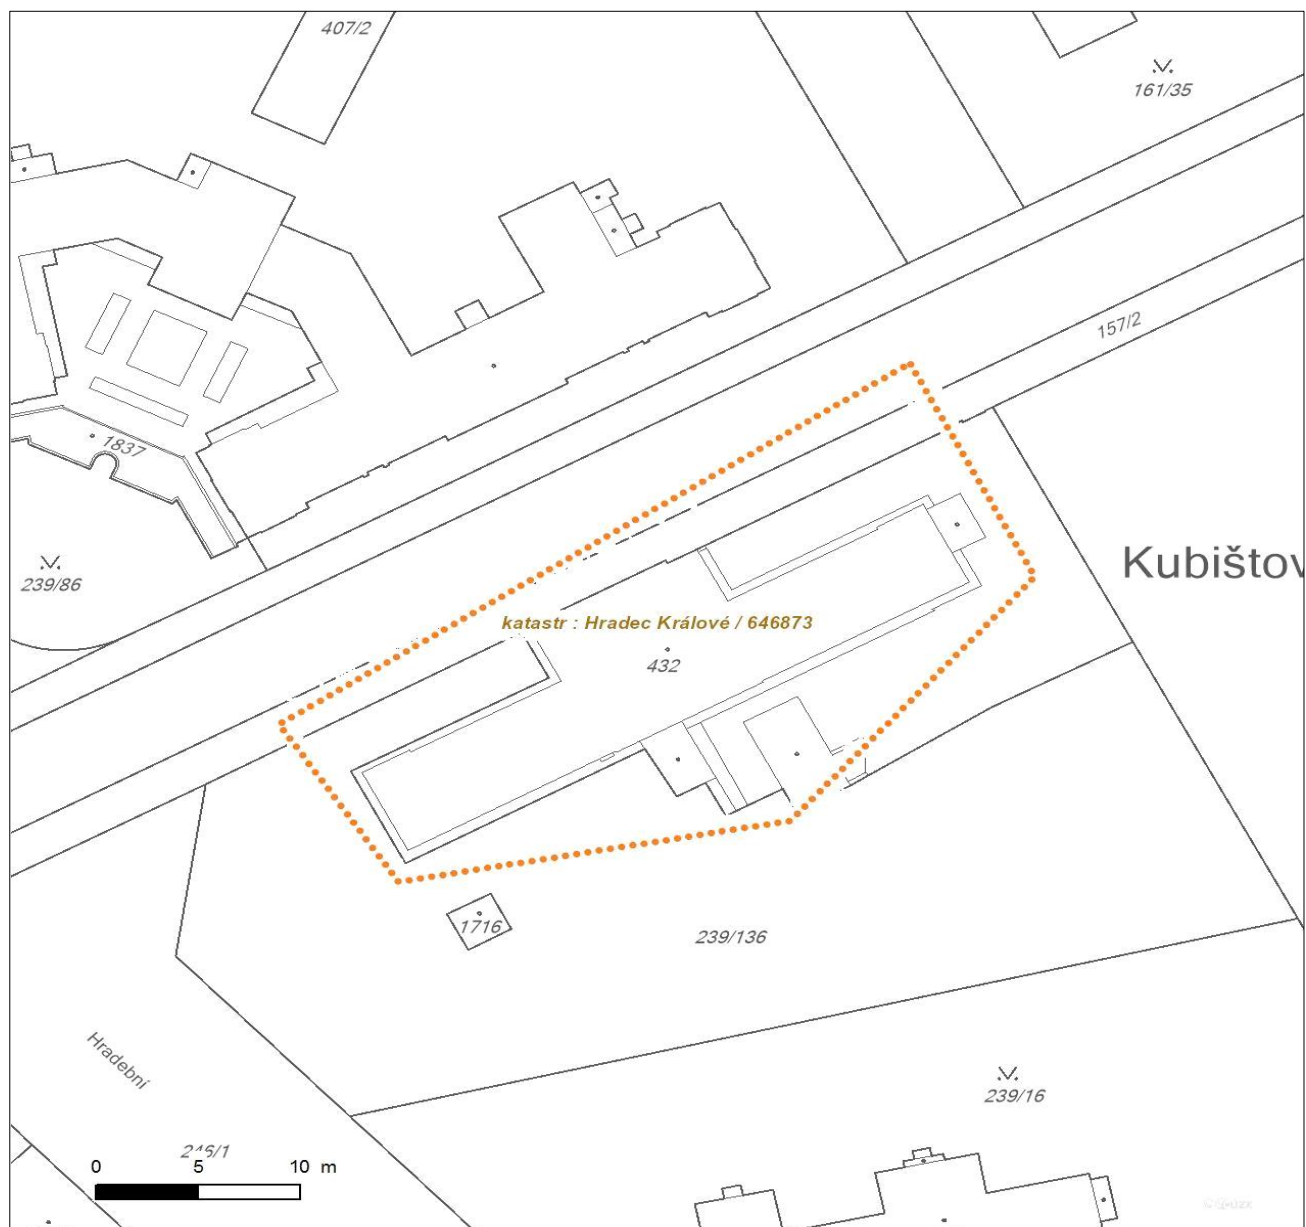 407/2
161/35
157/2
1837
239/86
Kubištov
katastr : Hradec Králové / 646873
432
1716
239/136
Hradební
239/16
0 5 10 m